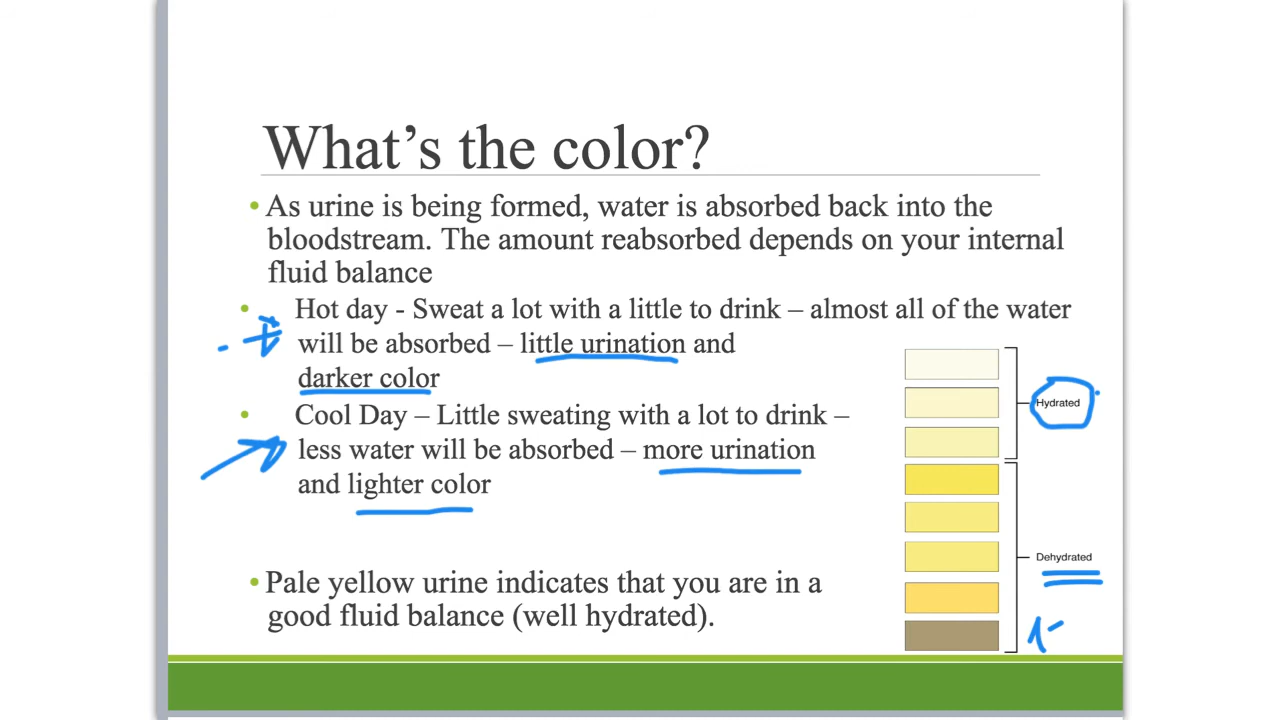 What's the color?
• As urine is being formed, water is absorbed back into the
bloodstream. The amount reabsorbed depends on your internal
fluid balance
• Hot day - Sweat a lot with a little to drink – almost all of the water
will be absorbed – little urination and
darker color
• Cool Day – Little sweating with a lot to drink –
less water will be absorbed – more urination
and lighter color
• Pale yellow urine indicates that you are in a
good fluid balance (well hydrated).
Hydrated
Dehydrated